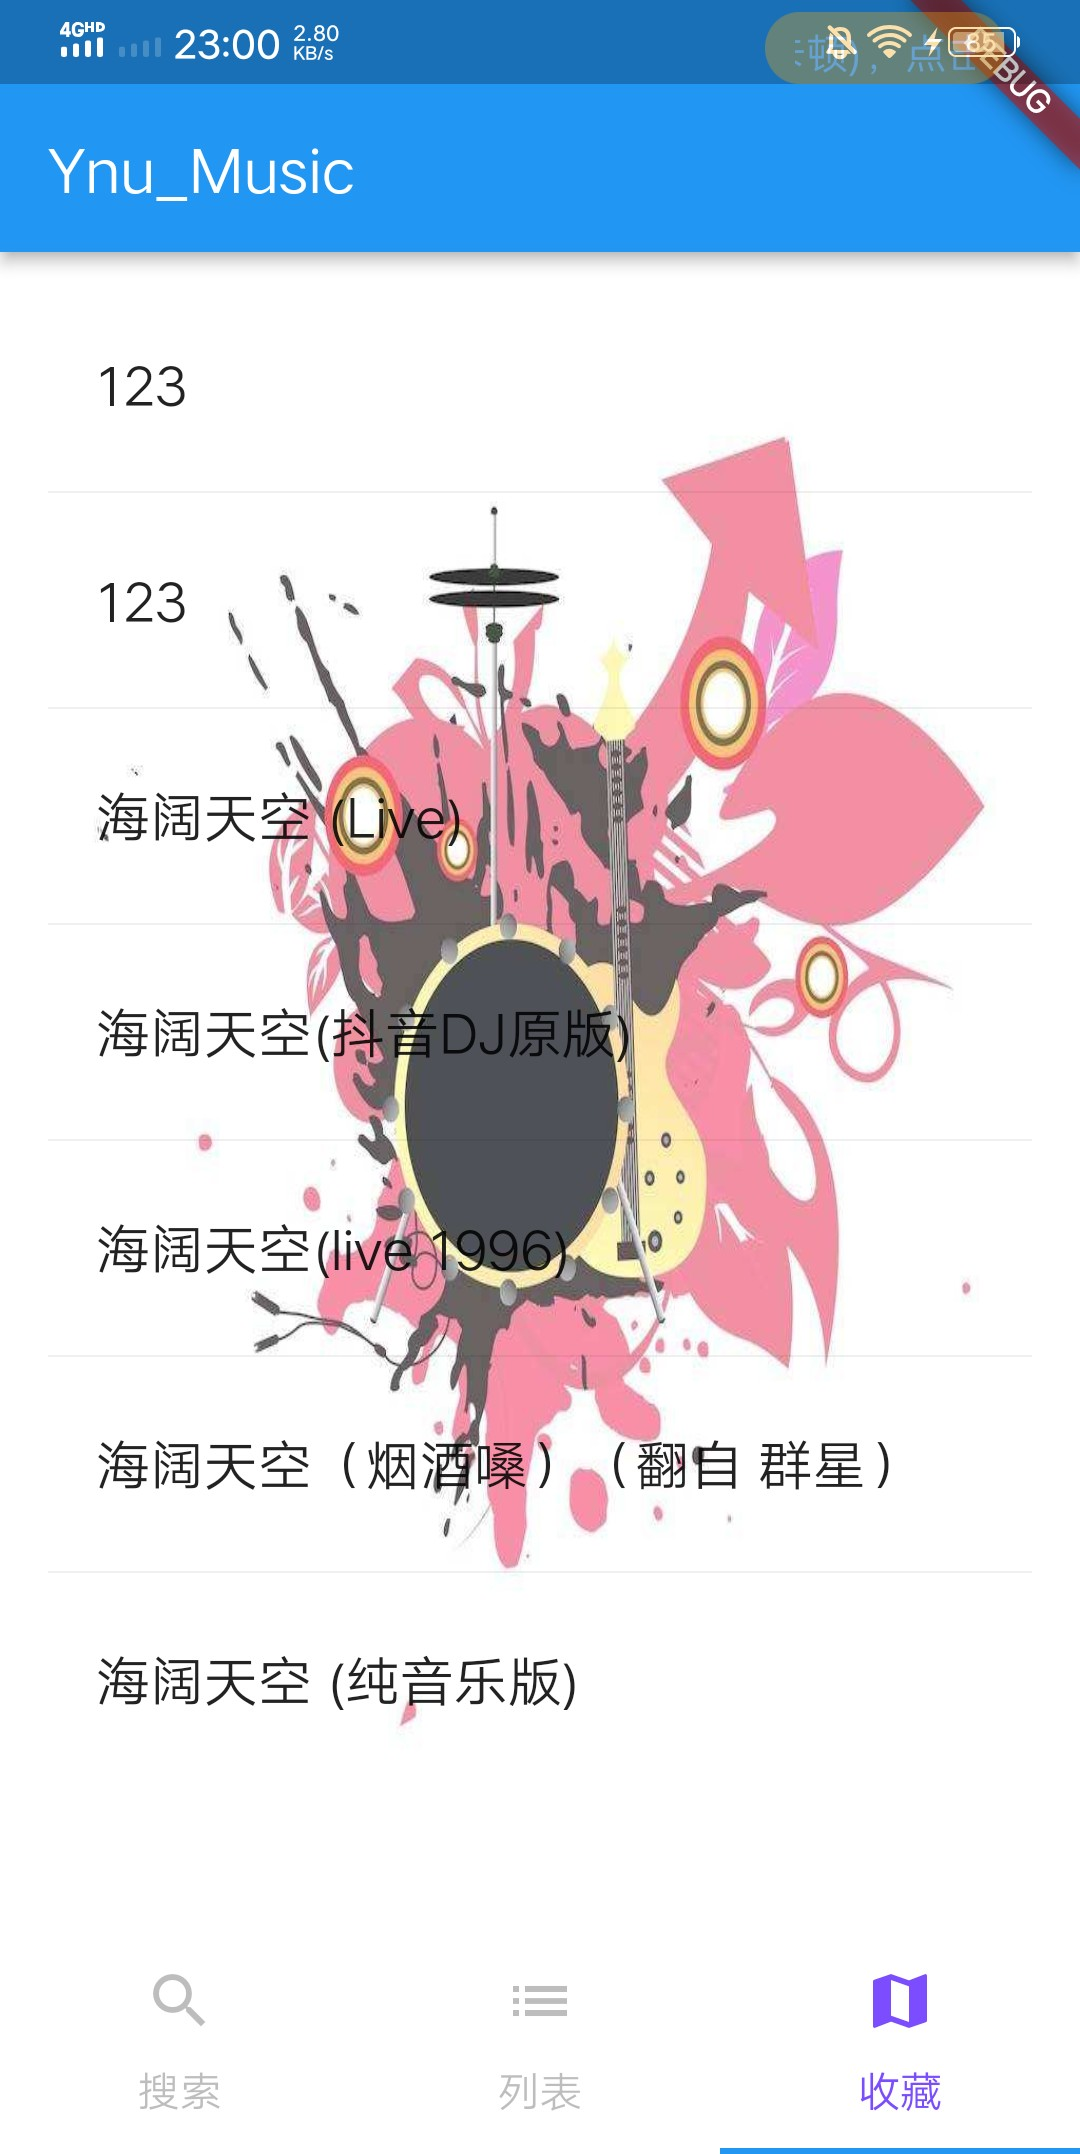 4GHD 23:00 2.80 KB/s 85
顿)，点击
DEBUG
Ynu_Music
123
123
海阔天空 (Live)
海阔天空(抖音DJ原版)
海阔天空(live 1996)
海阔天空（烟酒嗓）（翻自 群星）
海阔天空 (纯音乐版)
搜索 列表 收藏